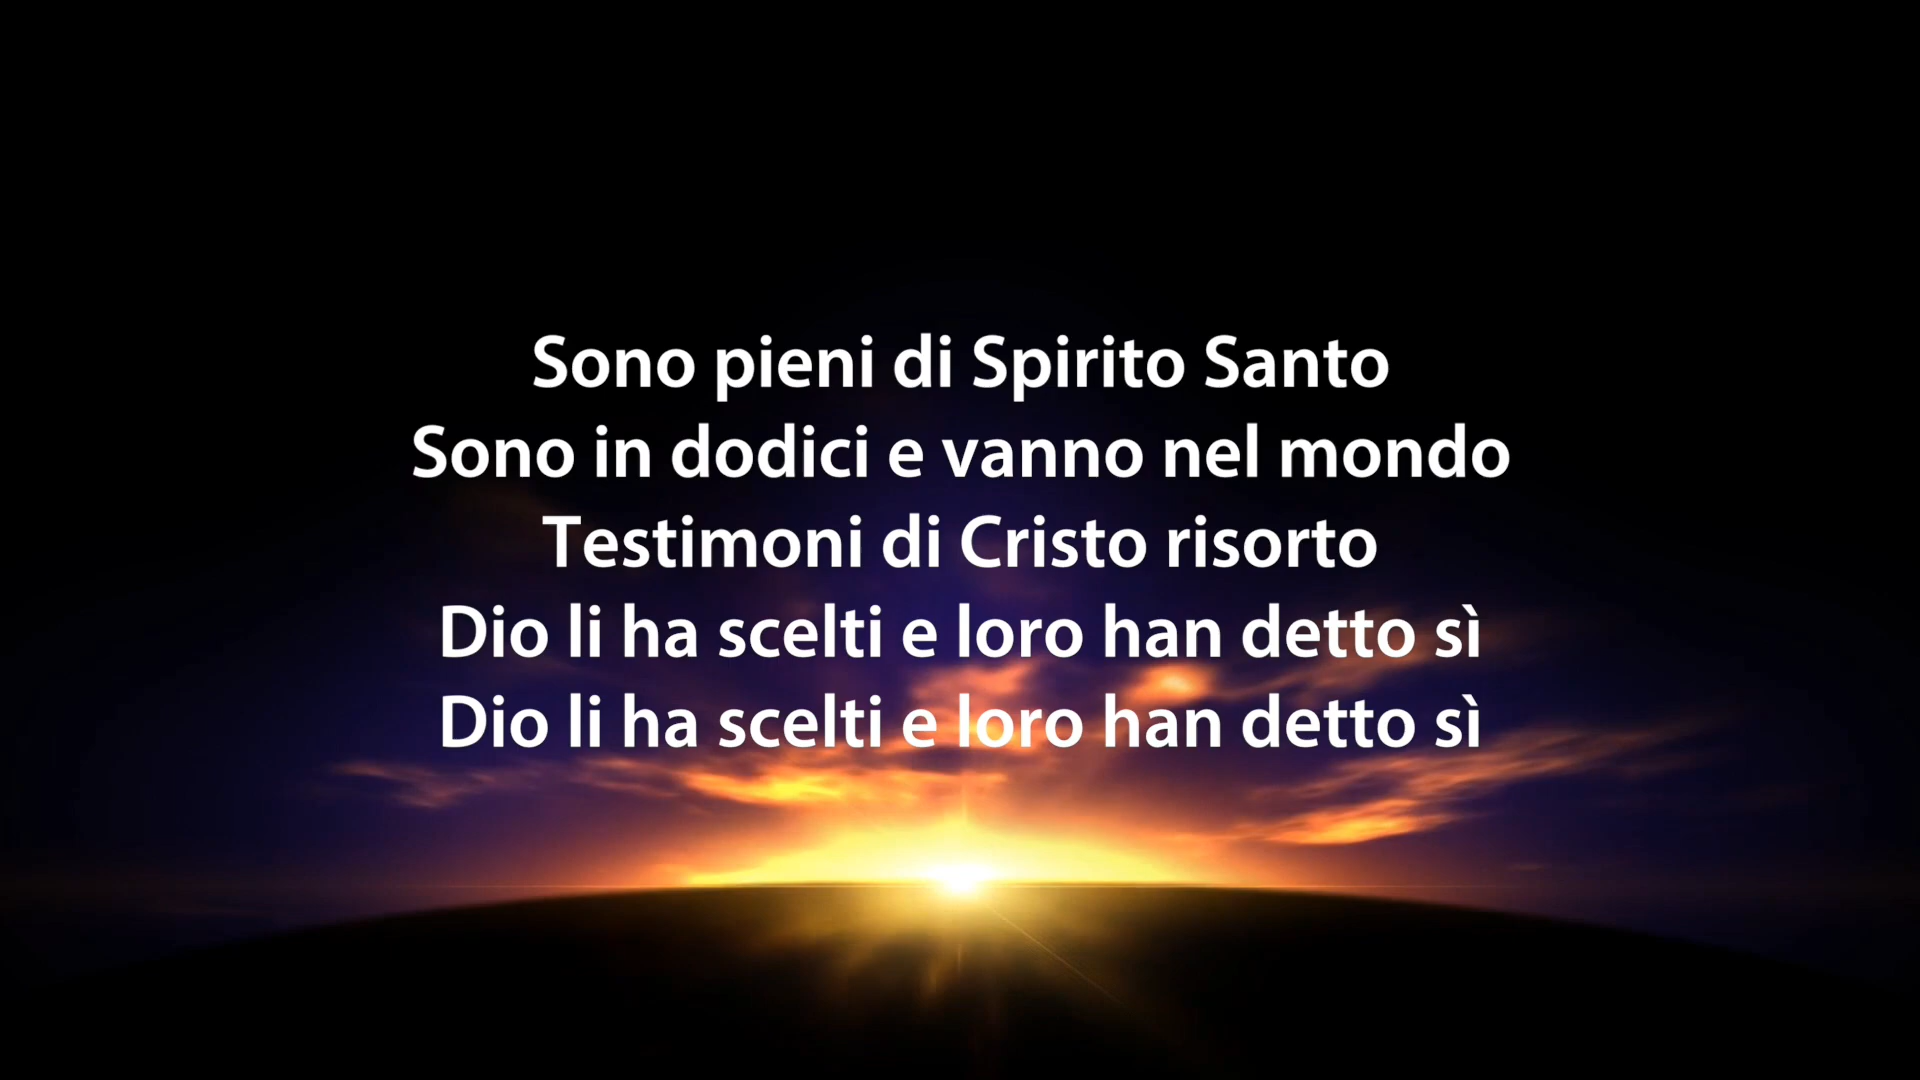 Sono pieni di Spirito Santo
Sono in dodici e vanno nel mondo
Testimoni di Cristo risorto
Dio li ha scelti e loro han detto sì
Dio li ha scelti e loro han detto sì